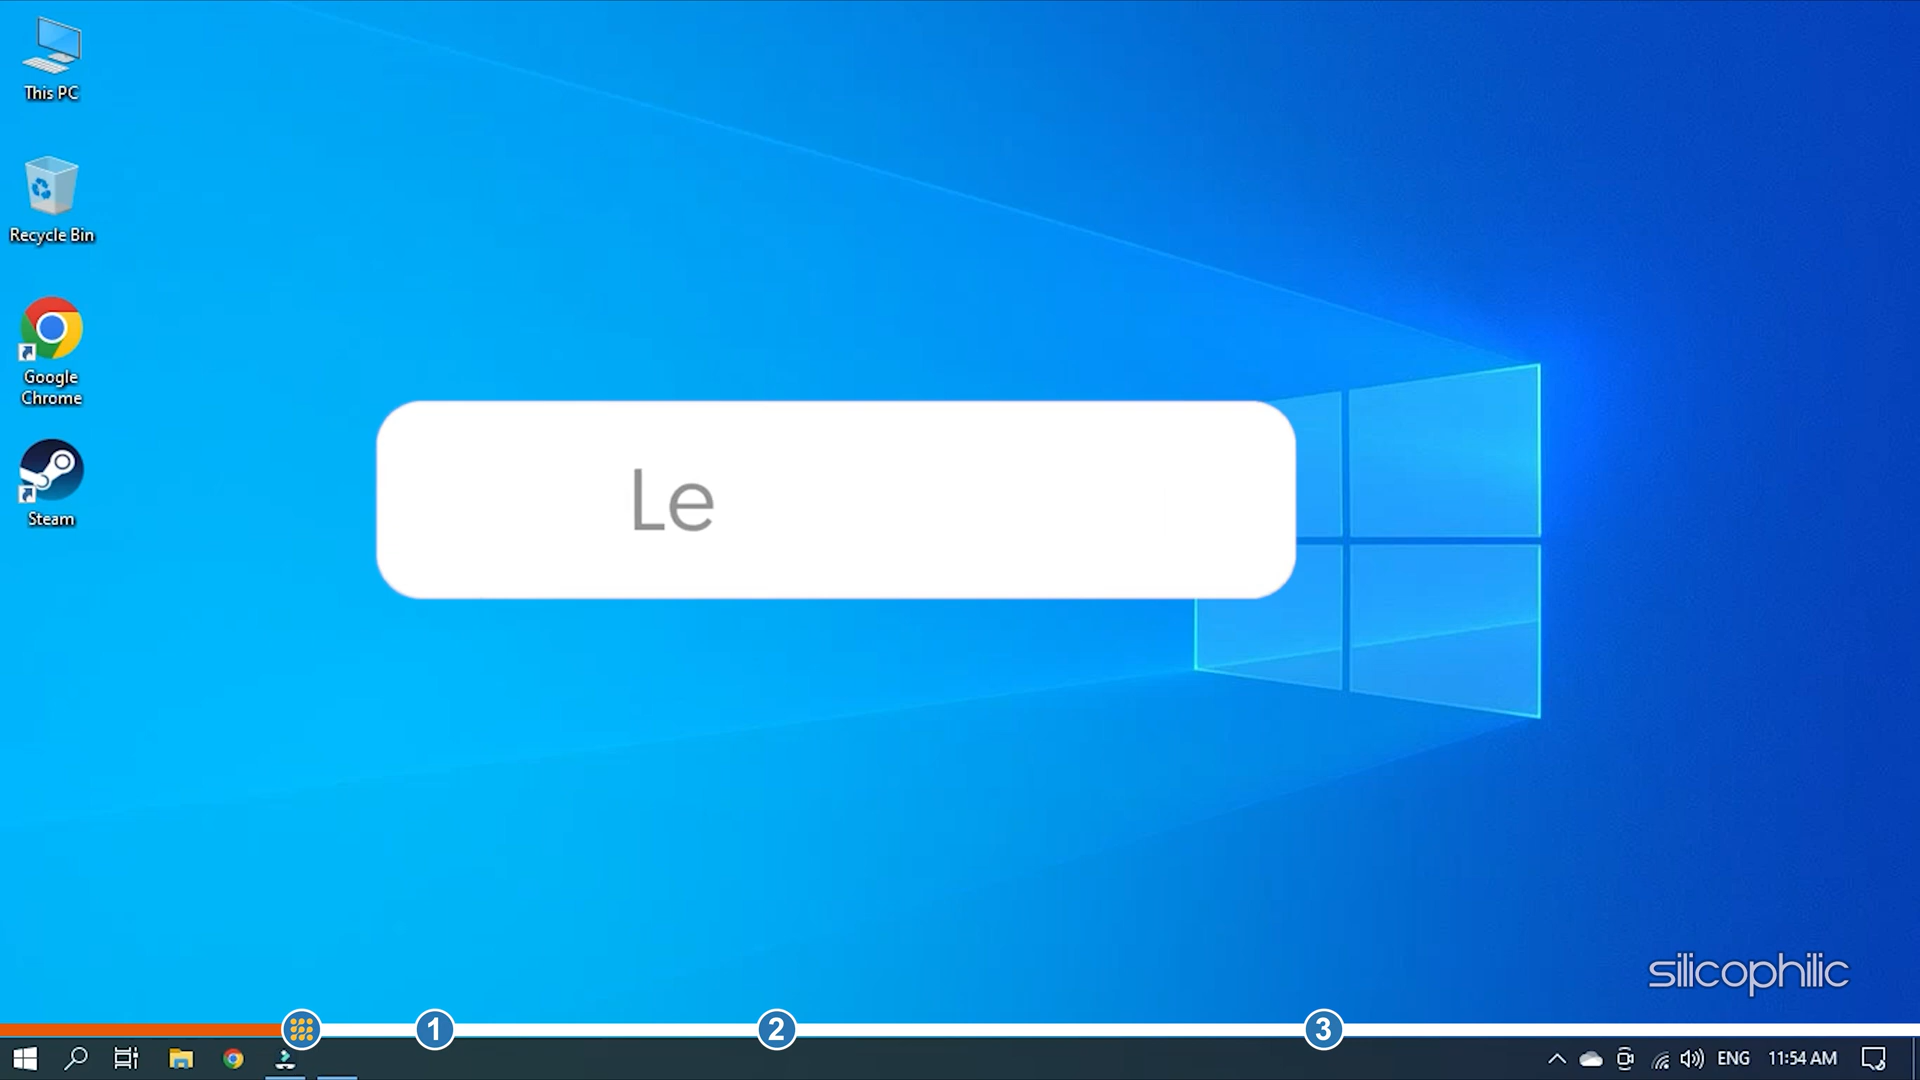 This PC
Recycle Bin
Google
Chrome
Steam
Le
silicophilic
1
2
3
ENG
11:54 AM